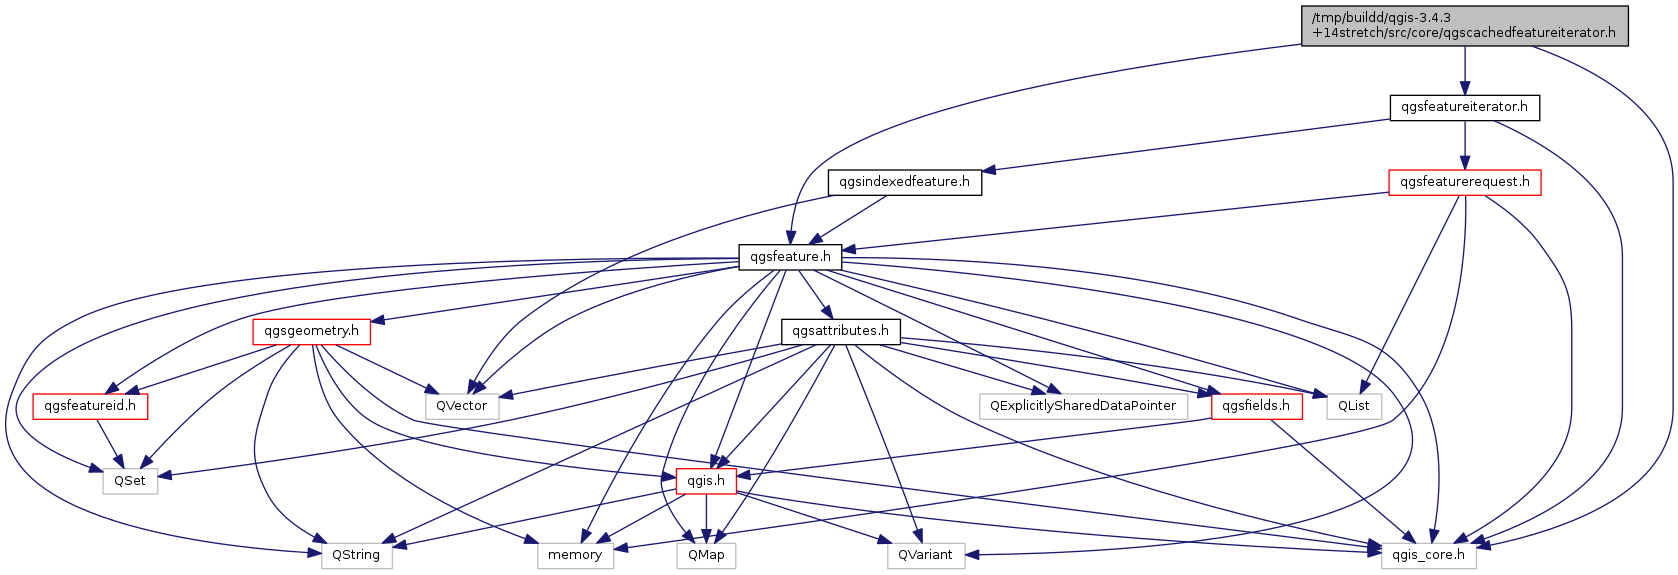 /tmp/buildd/qgis-3.4.3
+14stretch/src/core/qgscachedfeatureiterator.h
qgsfeatureiterator.h
qgsindexedfeature.h
qgsfeaturerequest.h
qgsfeature.h
qgsgeometry.h
qgsattributes.h
qgsfeatureid.h
QVector
QExplicitlySharedDataPointer
qgsfields.h
QList
QSet
qgis.h
QString
memory
QMap
QVariant
qgis_core.h